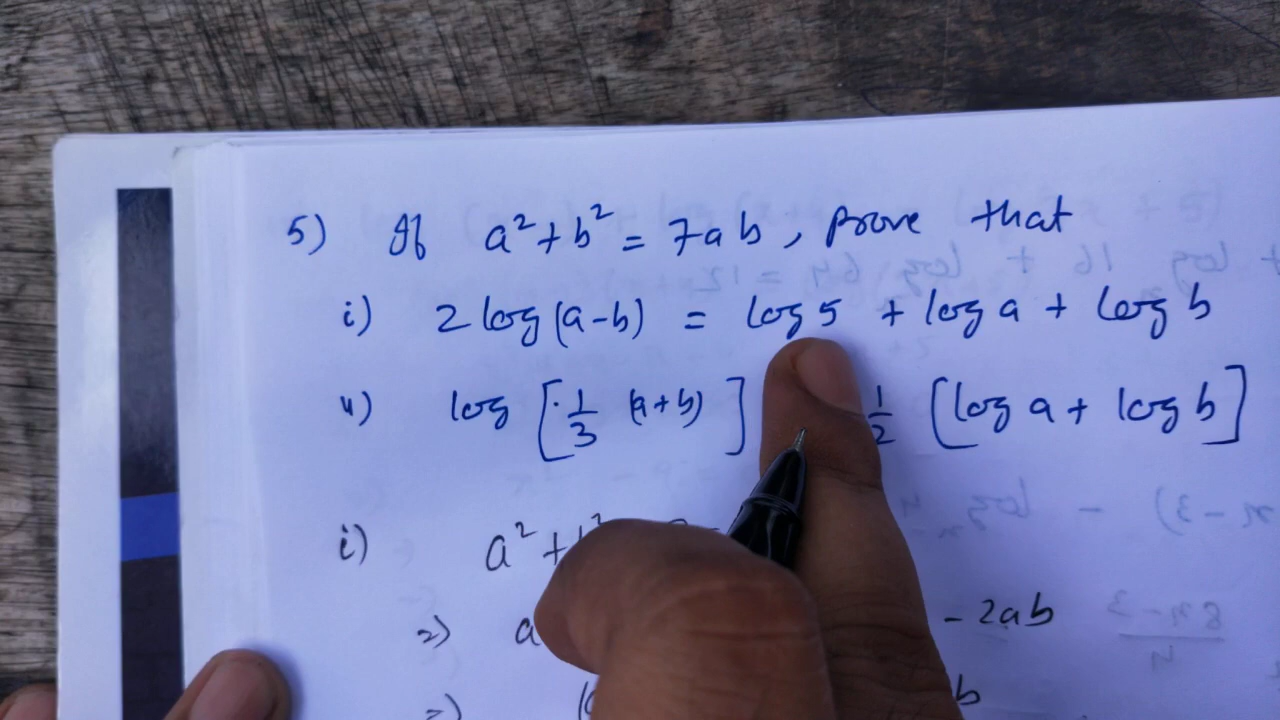 5) If a² + b² = 7ab, prove that
i) 2 log (a-b) = log 5 + log a + log b
ii) log [1/3 (a+b)] 1/2 [log a + log b]
i) a² +
=) a - 2ab
=) b